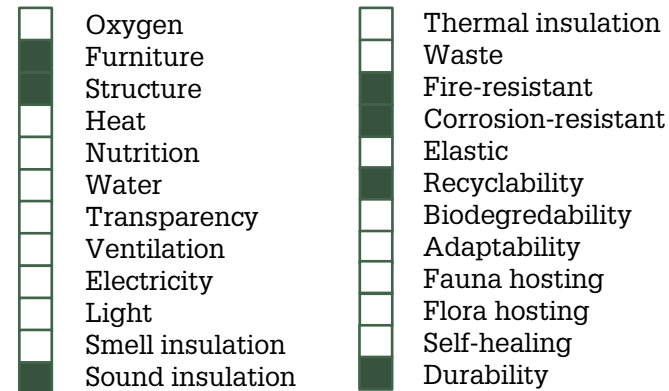 Oxygen
Furniture
Structure
Heat
Nutrition
Water
Transparency
Ventilation
Electricity
Light
Smell insulation
Sound insulation
Thermal insulation
Waste
Fire-resistant
Corrosion-resistant
Elastic
Recyclability
Biodegredability
Adaptability
Fauna hosting
Flora hosting
Self-healing
Durability